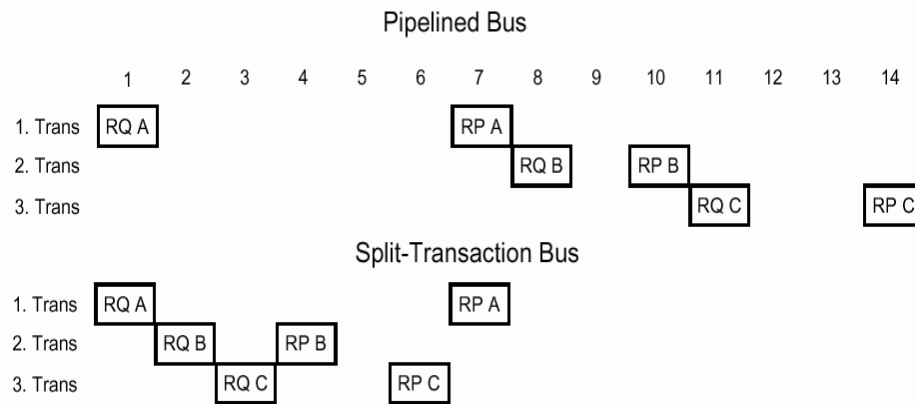 Pipelined Bus
1 2 3 4 5 6 7 8 9 10 11 12 13 14
1. Trans RQ A RP A
2. Trans RQ B RP B
3. Trans RQ C RP C
Split-Transaction Bus
1. Trans RQ A RP A
2. Trans RQ B RP B
3. Trans RQ C RP C